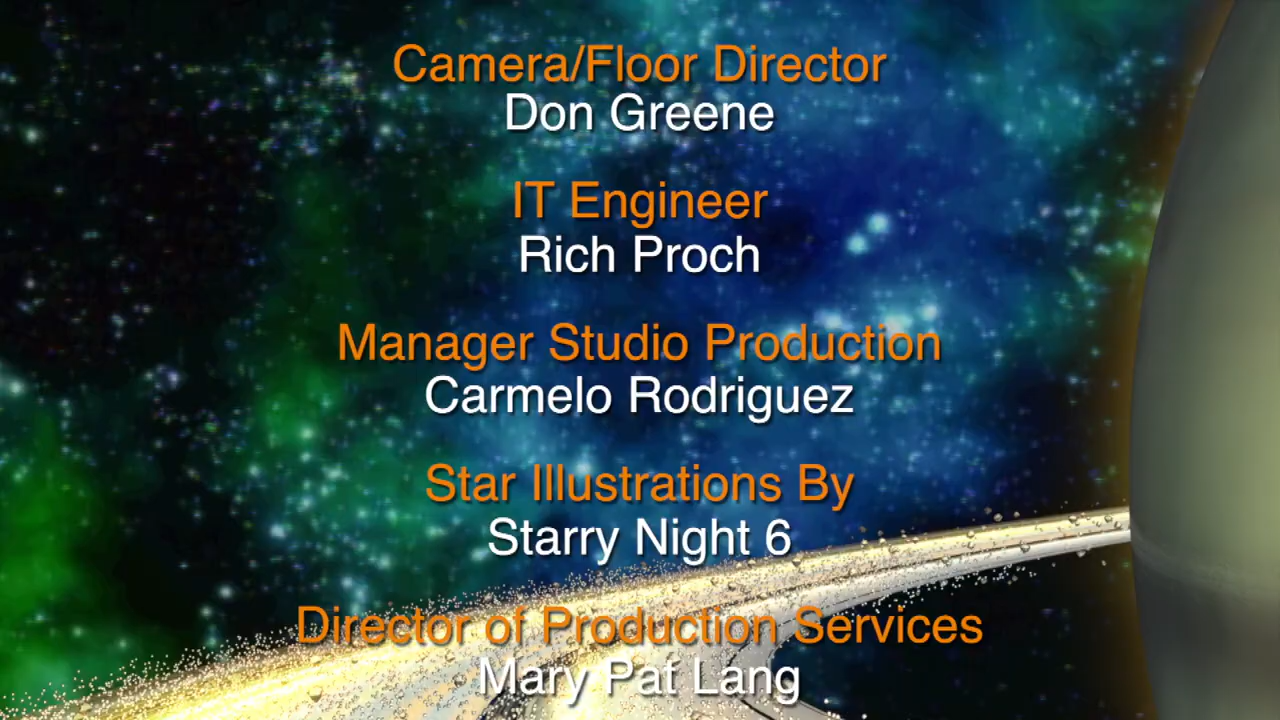 Camera/Floor Director
Don Greene
IT Engineer
Rich Proch
Manager Studio Production
Carmelo Rodriguez
Star Illustrations By
Starry Night 6
Director of Production Services
Mary Pat Lang